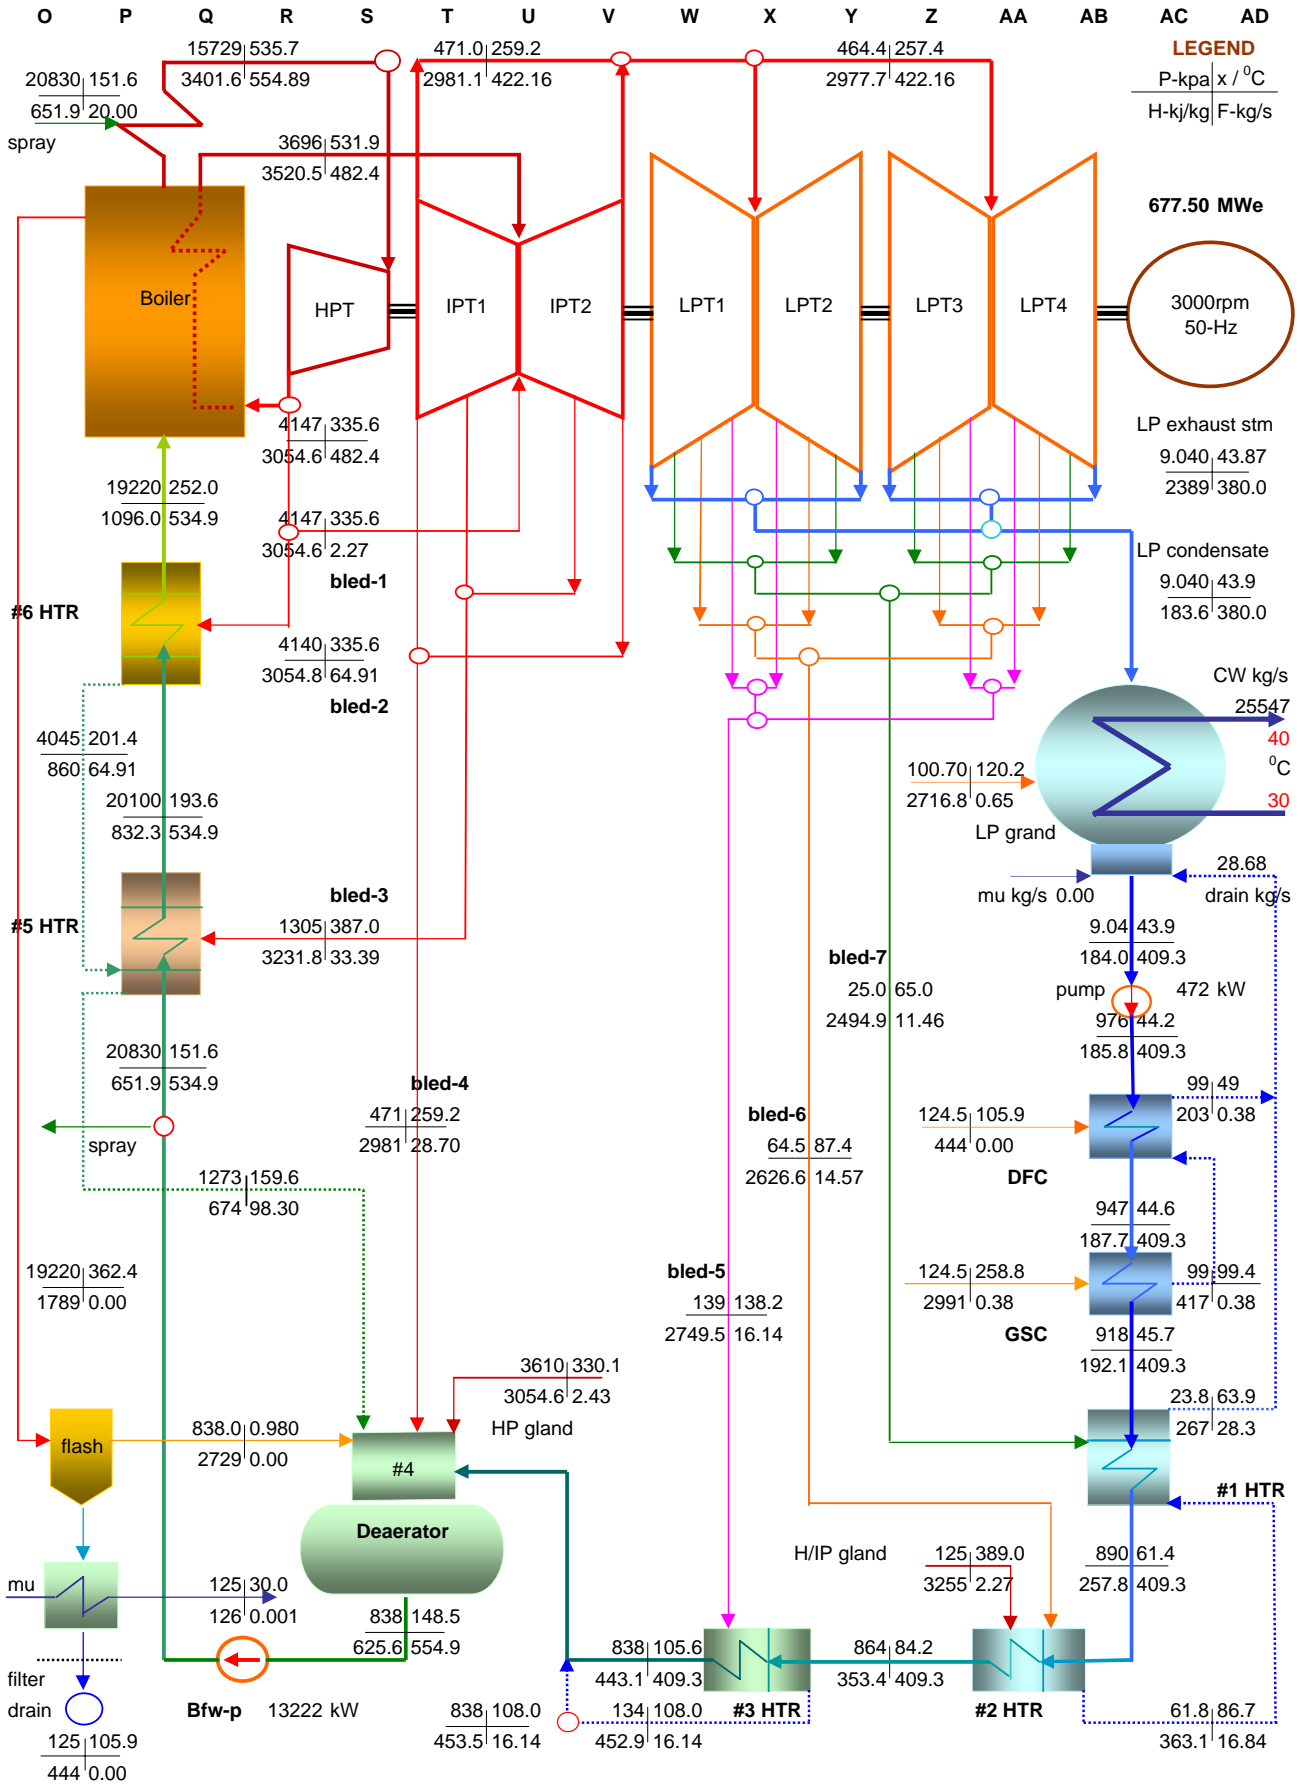 O P Q R S T U V W X Y Z AA AB AC AD
15729 535.7
3401.6 554.89
471.0 259.2
2981.1 422.16
464.4 257.4
2977.7 422.16
LEGEND
P-kpa x / ⁰C
H-kj/kg F-kg/s
20830 151.6
651.9 20.00
spray
3696 531.9
3520.5 482.4
677.50 MWe
Boiler
HPT
IPT1
IPT2
LPT1
LPT2
LPT3
LPT4
3000rpm
50-Hz
4147 335.6
3054.6 482.4
LP exhaust stm
9.040 43.87
2389 380.0
19220 252.0
1096.0 534.9
4147 335.6
3054.6 2.27
bled-1
LP condensate
9.040 43.9
183.6 380.0
#6 HTR
4140 335.6
3054.8 64.91
bled-2
CW kg/s
25547
40
⁰C
30
4045 201.4
860 64.91
20100 193.6
832.3 534.9
100.70 120.2
2716.8 0.65
LP grand
mu kg/s 0.00
28.68
drain kg/s
bled-3
#5 HTR
1305 387.0
3231.8 33.39
9.04 43.9
184.0 409.3
bled-7
25.0 65.0
2494.9 11.46
pump
472 kW
976 44.2
185.8 409.3
20830 151.6
651.9 534.9
bled-4
471 259.2
2981 28.70
bled-6
64.5 87.4
2626.6 14.57
124.5 105.9
444 0.00
99 49
203 0.38
DFC
spray
1273 159.6
674 98.30
947 44.6
187.7 409.3
19220 362.4
1789 0.00
bled-5
139 138.2
2749.5 16.14
124.5 258.8
2991 0.38
99 99.4
417 0.38
GSC
918 45.7
192.1 409.3
3610 330.1
3054.6 2.43
HP gland
23.8 63.9
267 28.3
flash
838.0 0.980
2729 0.00
#4
#1 HTR
Deaerator
H/IP gland
125 389.0
3255 2.27
890 61.4
257.8 409.3
mu
125 30.0
126 0.001
838 148.5
625.6 554.9
838 105.6
443.1 409.3
864 84.2
353.4 409.3
filter
drain
Bfw-p 13222 kW
838 108.0
453.5 16.14
134 108.0
452.9 16.14
#3 HTR
#2 HTR
61.8 86.7
363.1 16.84
125 105.9
444 0.00